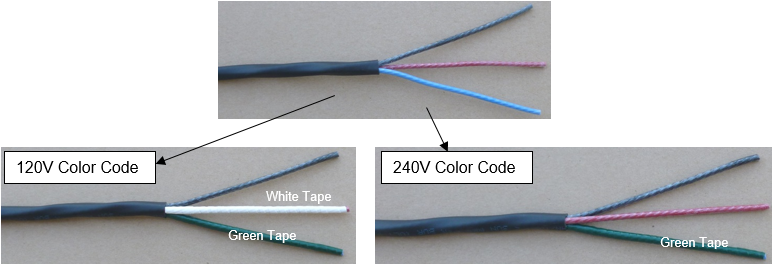 120V Color Code
240V Color Code
White Tape
Green Tape
Green Tape